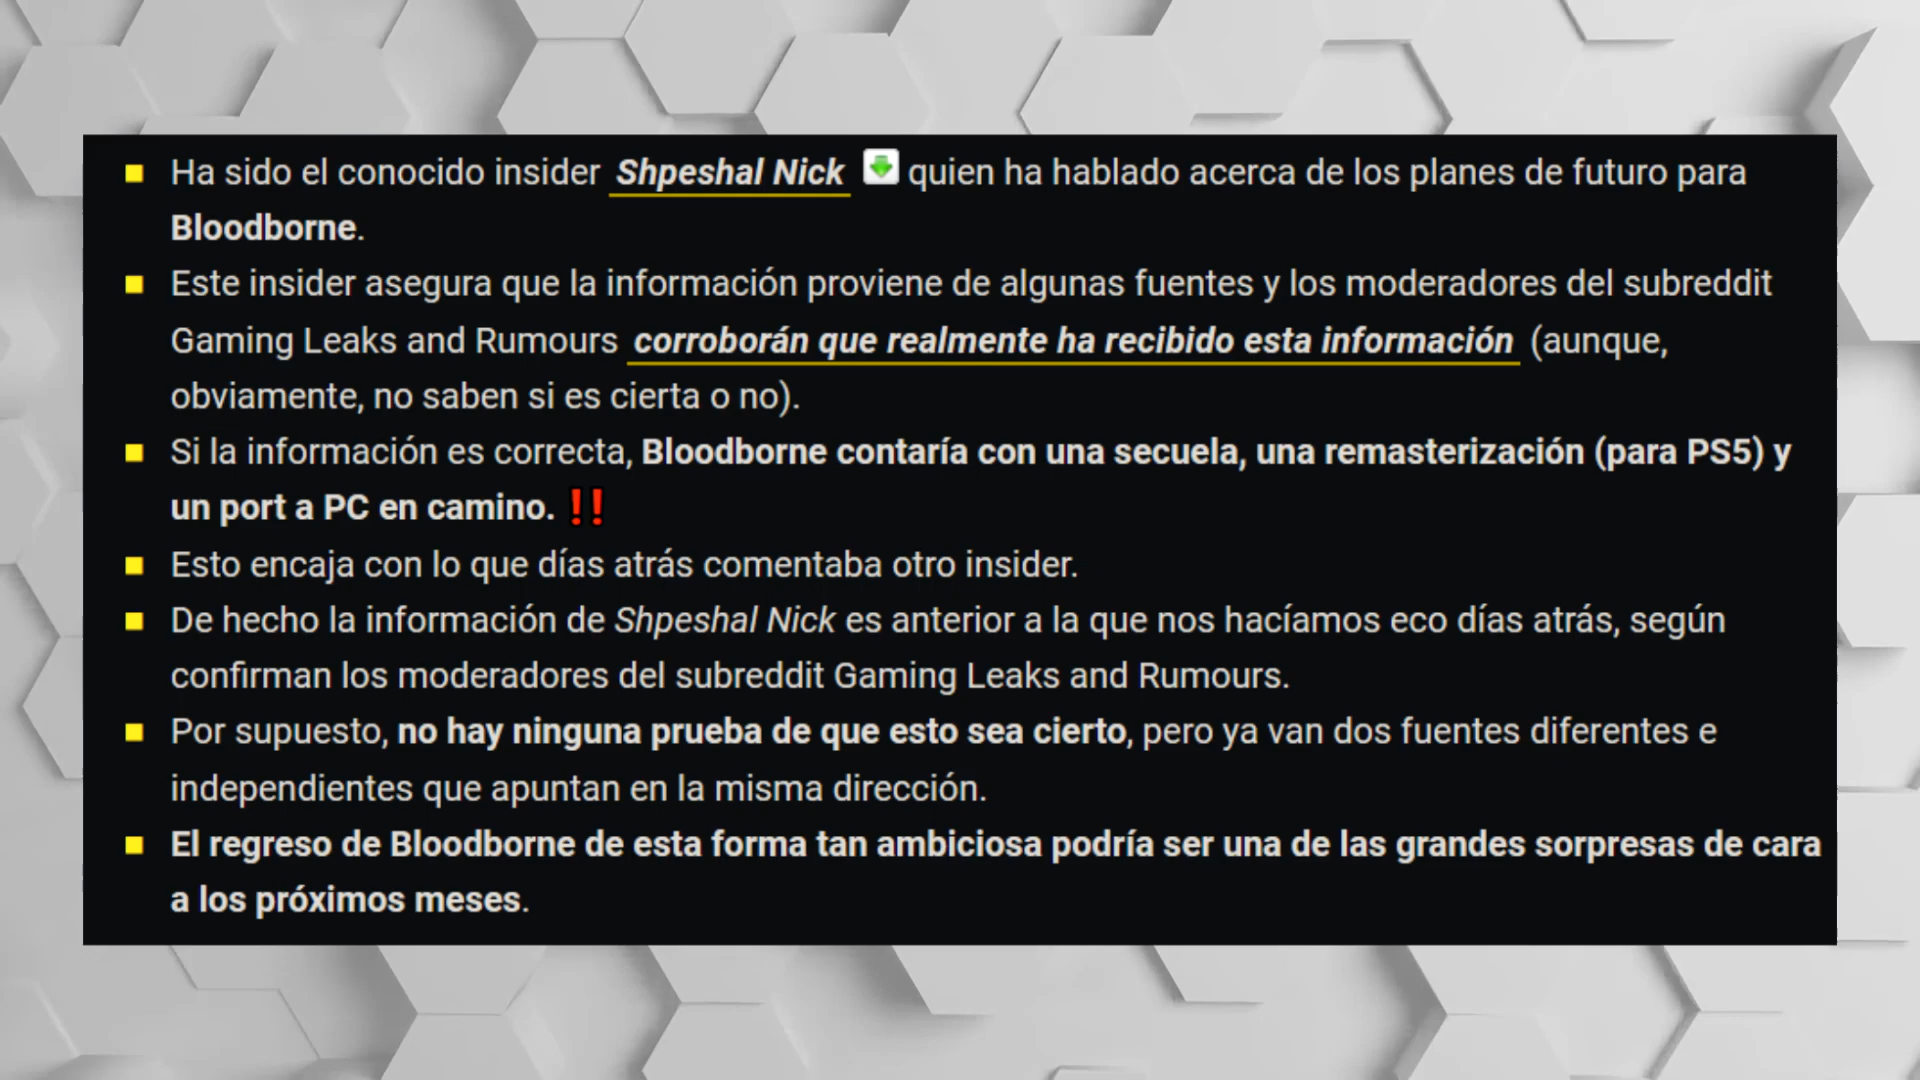 Ha sido el conocido insider Shpeshal Nick quien ha hablado acerca de los planes de futuro para
Bloodborne.
Este insider asegura que la información proviene de algunas fuentes y los moderadores del subreddit
Gaming Leaks and Rumours corroborán que realmente ha recibido esta información (aunque,
obviamente, no saben si es cierta o no).
Si la información es correcta, Bloodborne contaría con una secuela, una remasterización (para PS5) y
un port a PC en camino. ‼️
Esto encaja con lo que días atrás comentaba otro insider.
De hecho la información de Shpeshal Nick es anterior a la que nos hacíamos eco días atrás, según
confirman los moderadores del subreddit Gaming Leaks and Rumours.
Por supuesto, no hay ninguna prueba de que esto sea cierto, pero ya van dos fuentes diferentes e
independientes que apuntan en la misma dirección.
El regreso de Bloodborne de esta forma tan ambiciosa podría ser una de las grandes sorpresas de cara
a los próximos meses.